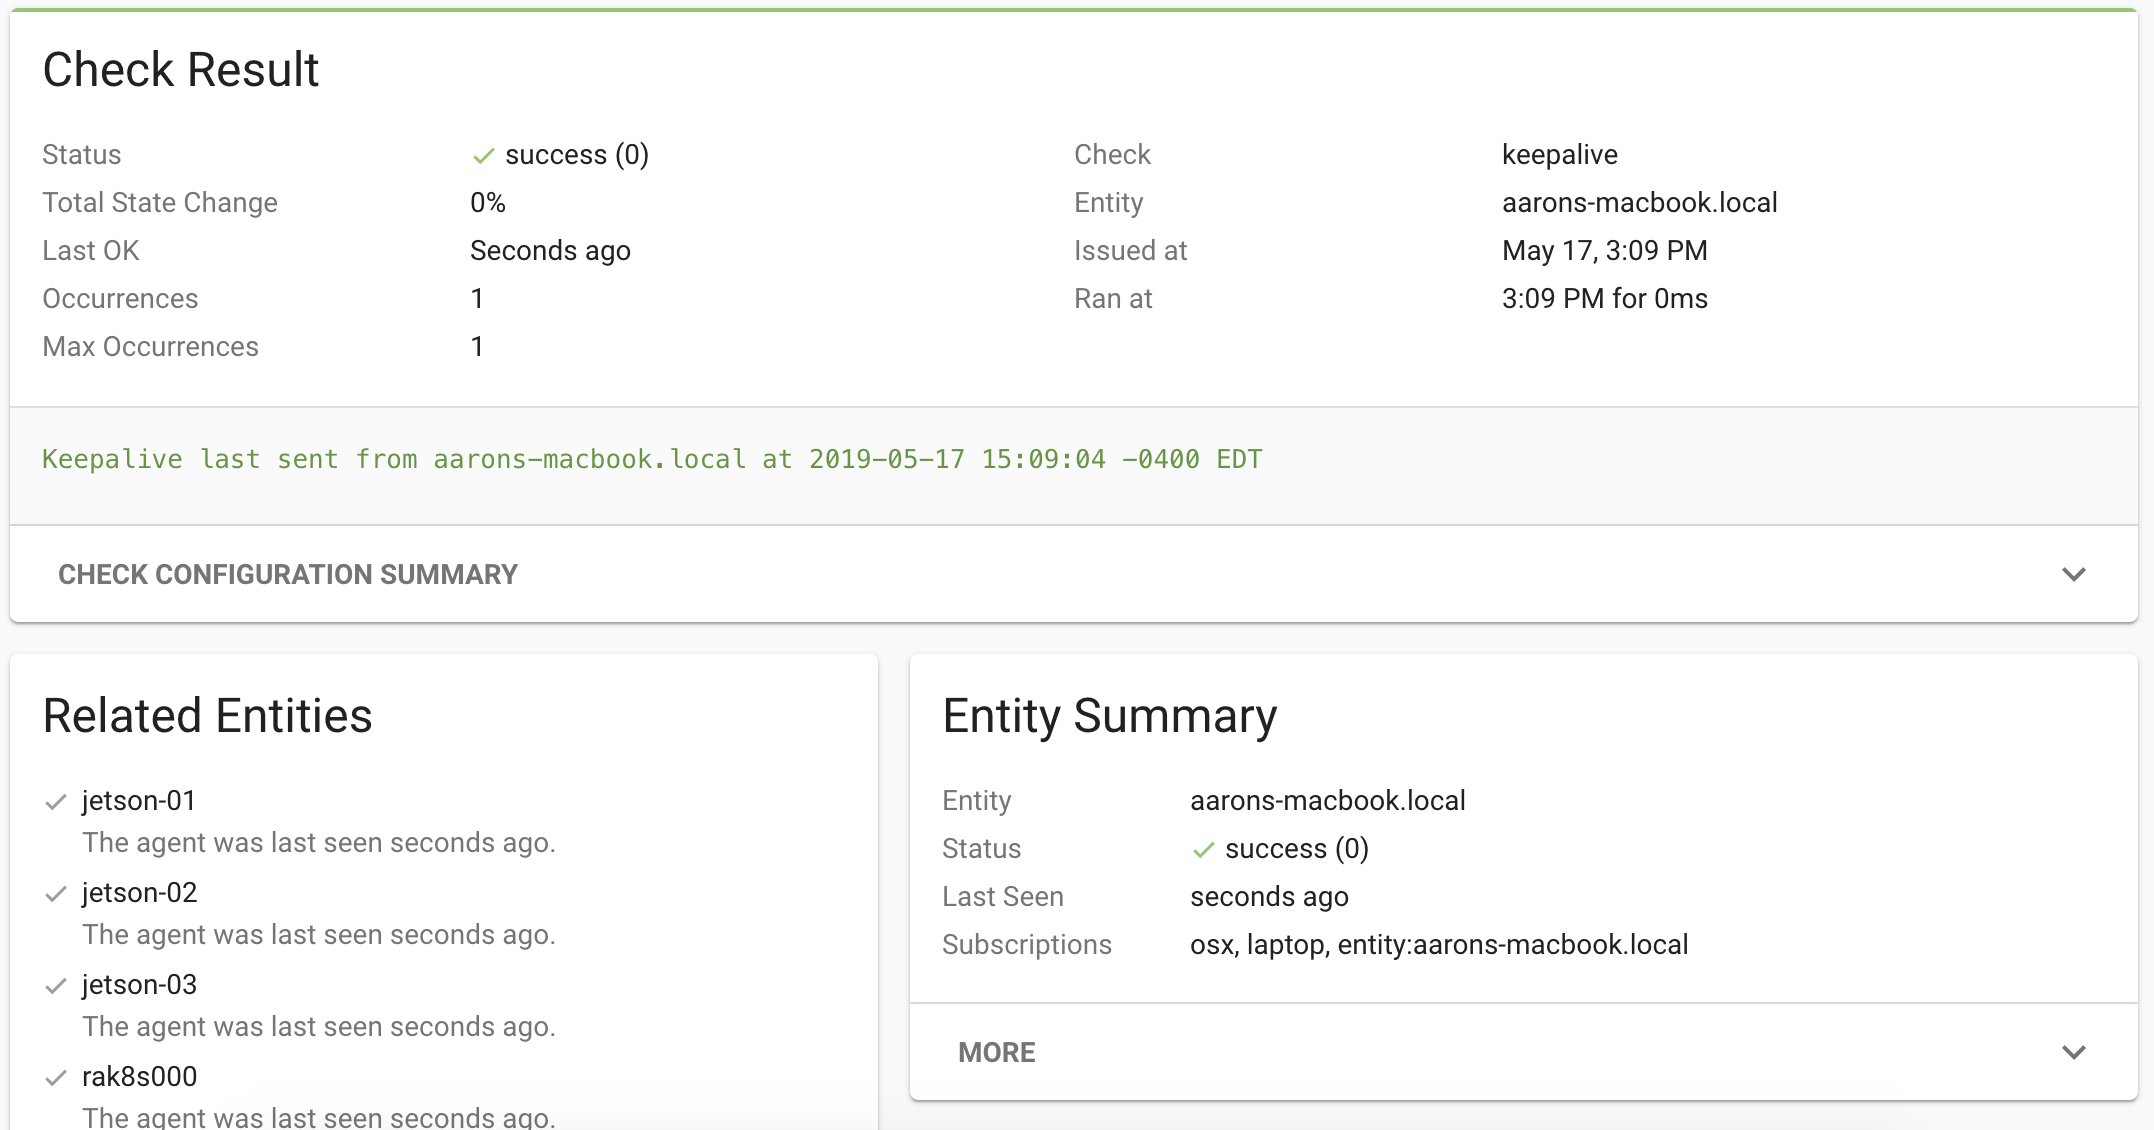 Check Result
Status
success (0)
Total State Change
0%
Last OK
Seconds ago
Occurrences
1
Max Occurrences
1
Check
keepalive
Entity
aarons-macbook.local
Issued at
May 17, 3:09 PM
Ran at
3:09 PM for 0ms
Keepalive last sent from aarons-macbook.local at 2019-05-17 15:09:04 -0400 EDT
CHECK CONFIGURATION SUMMARY
Related Entities
jetson-01
The agent was last seen seconds ago.
jetson-02
The agent was last seen seconds ago.
jetson-03
The agent was last seen seconds ago.
rak8s000
The agent was last seen seconds ago.
Entity Summary
Entity
aarons-macbook.local
Status
success (0)
Last Seen
seconds ago
Subscriptions
osx, laptop, entity:aarons-macbook.local
MORE